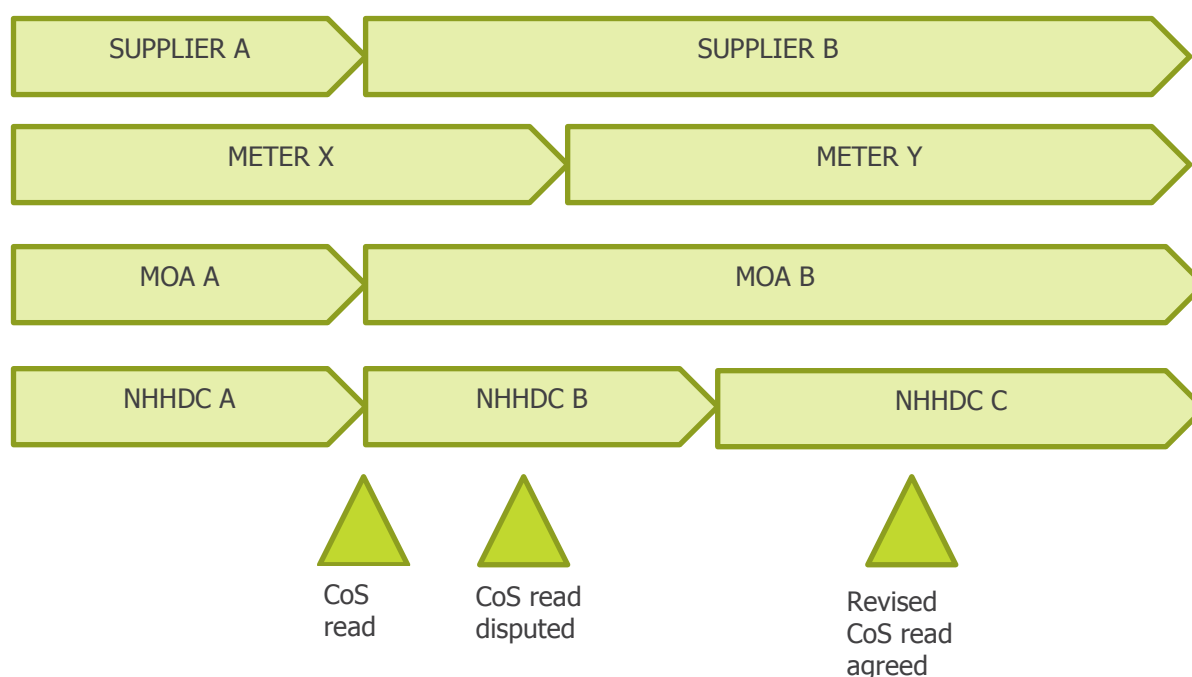 SUPPLIER A
SUPPLIER B
METER X
METER Y
MOA A
MOA B
NHHDC A
NHHDC B
NHHDC C
CoS
read
CoS read
disputed
Revised
CoS read
agreed